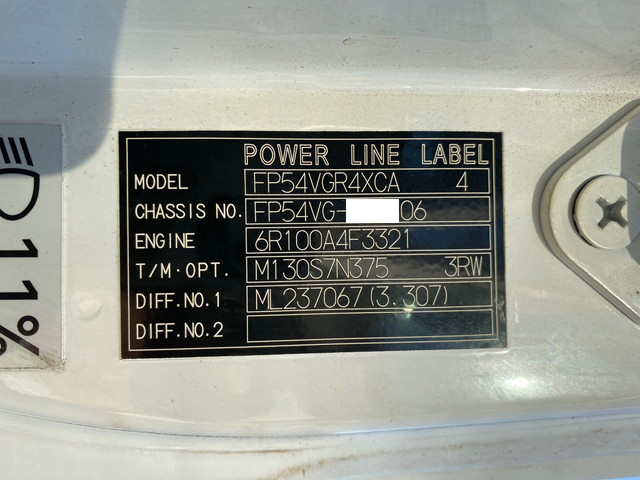 POWER LINE LABEL
MODEL FP54VGR4XCA 4
CHASSIS NO. FP54VG- 06
ENGINE 6R100A4F3321
T/M·OPT. M130S7N375 3RW
DIFF.NO.1 ML237067(3.307)
DIFF.NO.2
11%